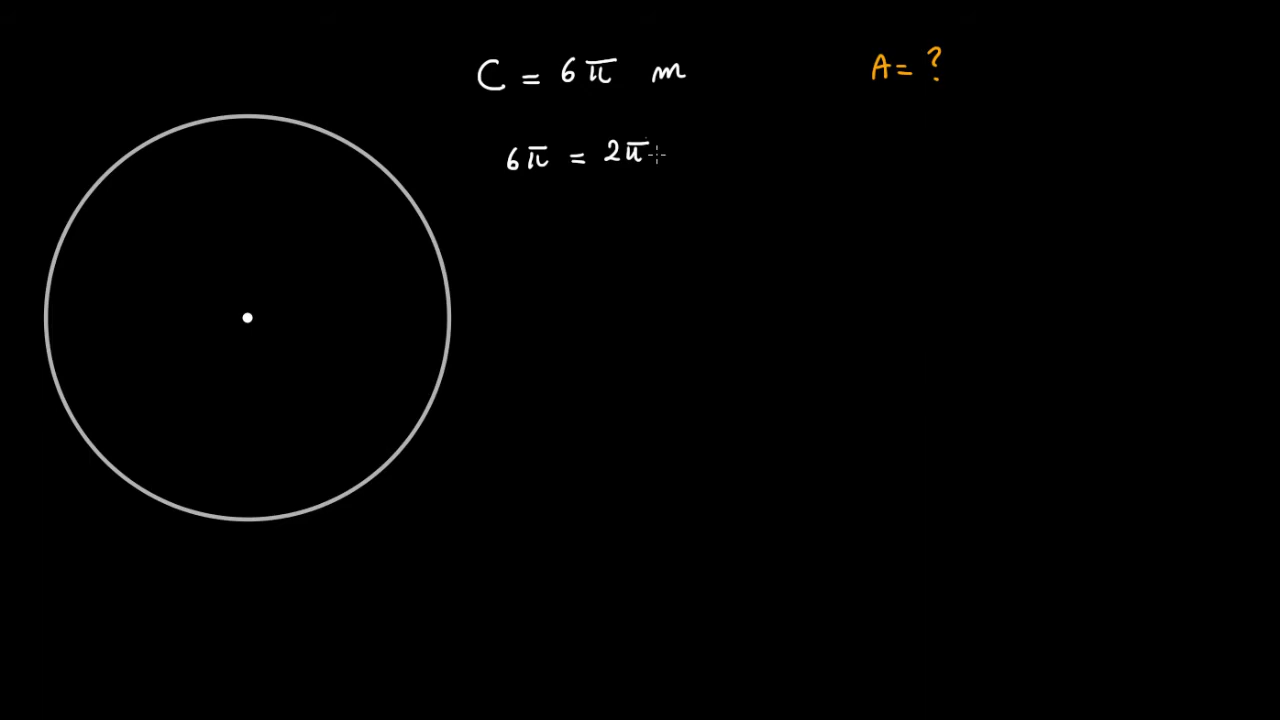 C = 6π m
A = ?
6π = 2π